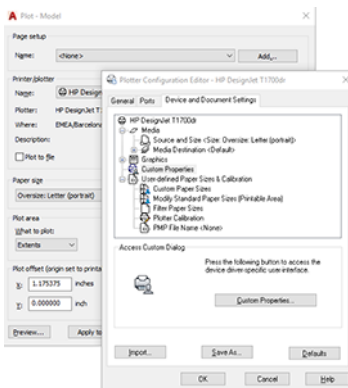 Plot - Model
Page setup
Name:
<None>
Add...
Printer/plotter
Name:
HP DesignJet
Plotter:
HP DesignJet T
Where:
EMEA/Barcelon
Description:
Plot to file
Paper size
Oversize: Letter (portrait)
Plot area
What to plot:
Extents
Plot offset (origin set to printa
X:
1.175375
inches
Y:
0.000000
inch
Preview...
Apply to
Plotter Configuration Editor - HP DesignJet T1700dr
General
Ports
Device and Document Settings
HP DesignJet T1700dr
Media
Source and Size <Size: Oversize: Letter (portrait)>
Media Destination <Default>
Graphics
Custom Properties
User-defined Paper Sizes & Calibration
Custom Paper Sizes
Modify Standard Paper Sizes (Printable Area)
Filter Paper Sizes
Plotter Calibration
PMP File Name <None>
Access Custom Dialog
Press the following button to access the
device driver-specific user interface.
Custom Properties...
Import...
Save As...
Defaults
OK
Cancel
Help